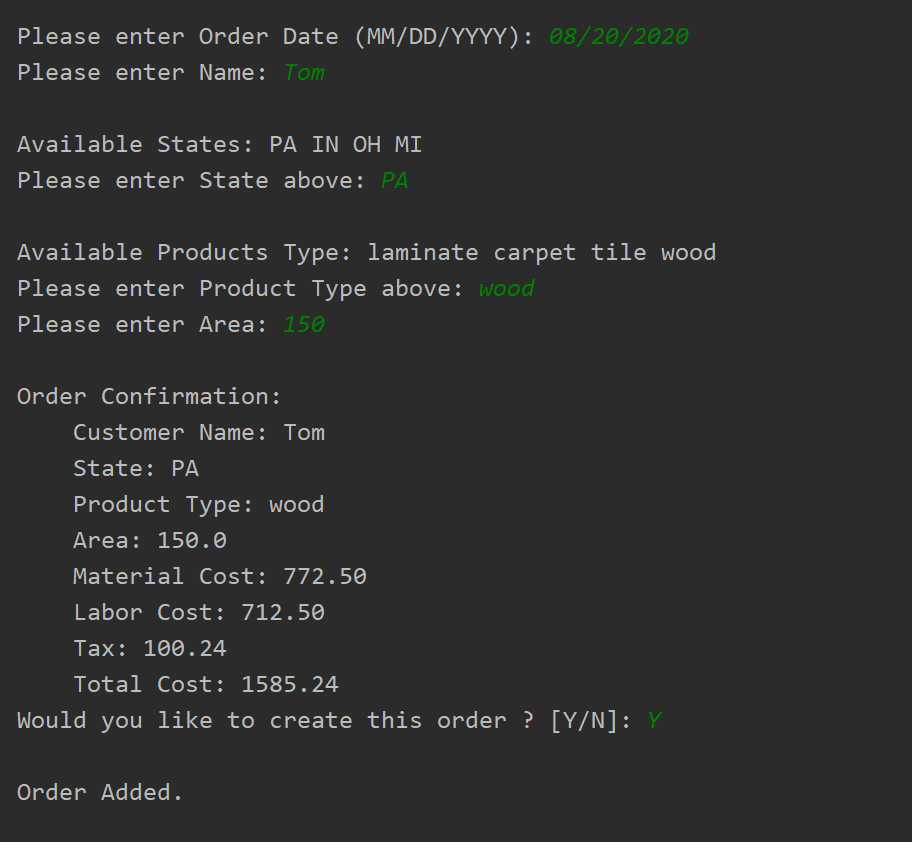 Please enter Order Date (MM/DD/YYYY): 08/20/2020
Please enter Name: Tom
Available States: PA IN OH MI
Please enter State above: PA
Available Products Type: laminate carpet tile wood
Please enter Product Type above: wood
Please enter Area: 150
Order Confirmation:
Customer Name: Tom
State: PA
Product Type: wood
Area: 150.0
Material Cost: 772.50
Labor Cost: 712.50
Tax: 100.24
Total Cost: 1585.24
Would you like to create this order ? [Y/N]: Y
Order Added.